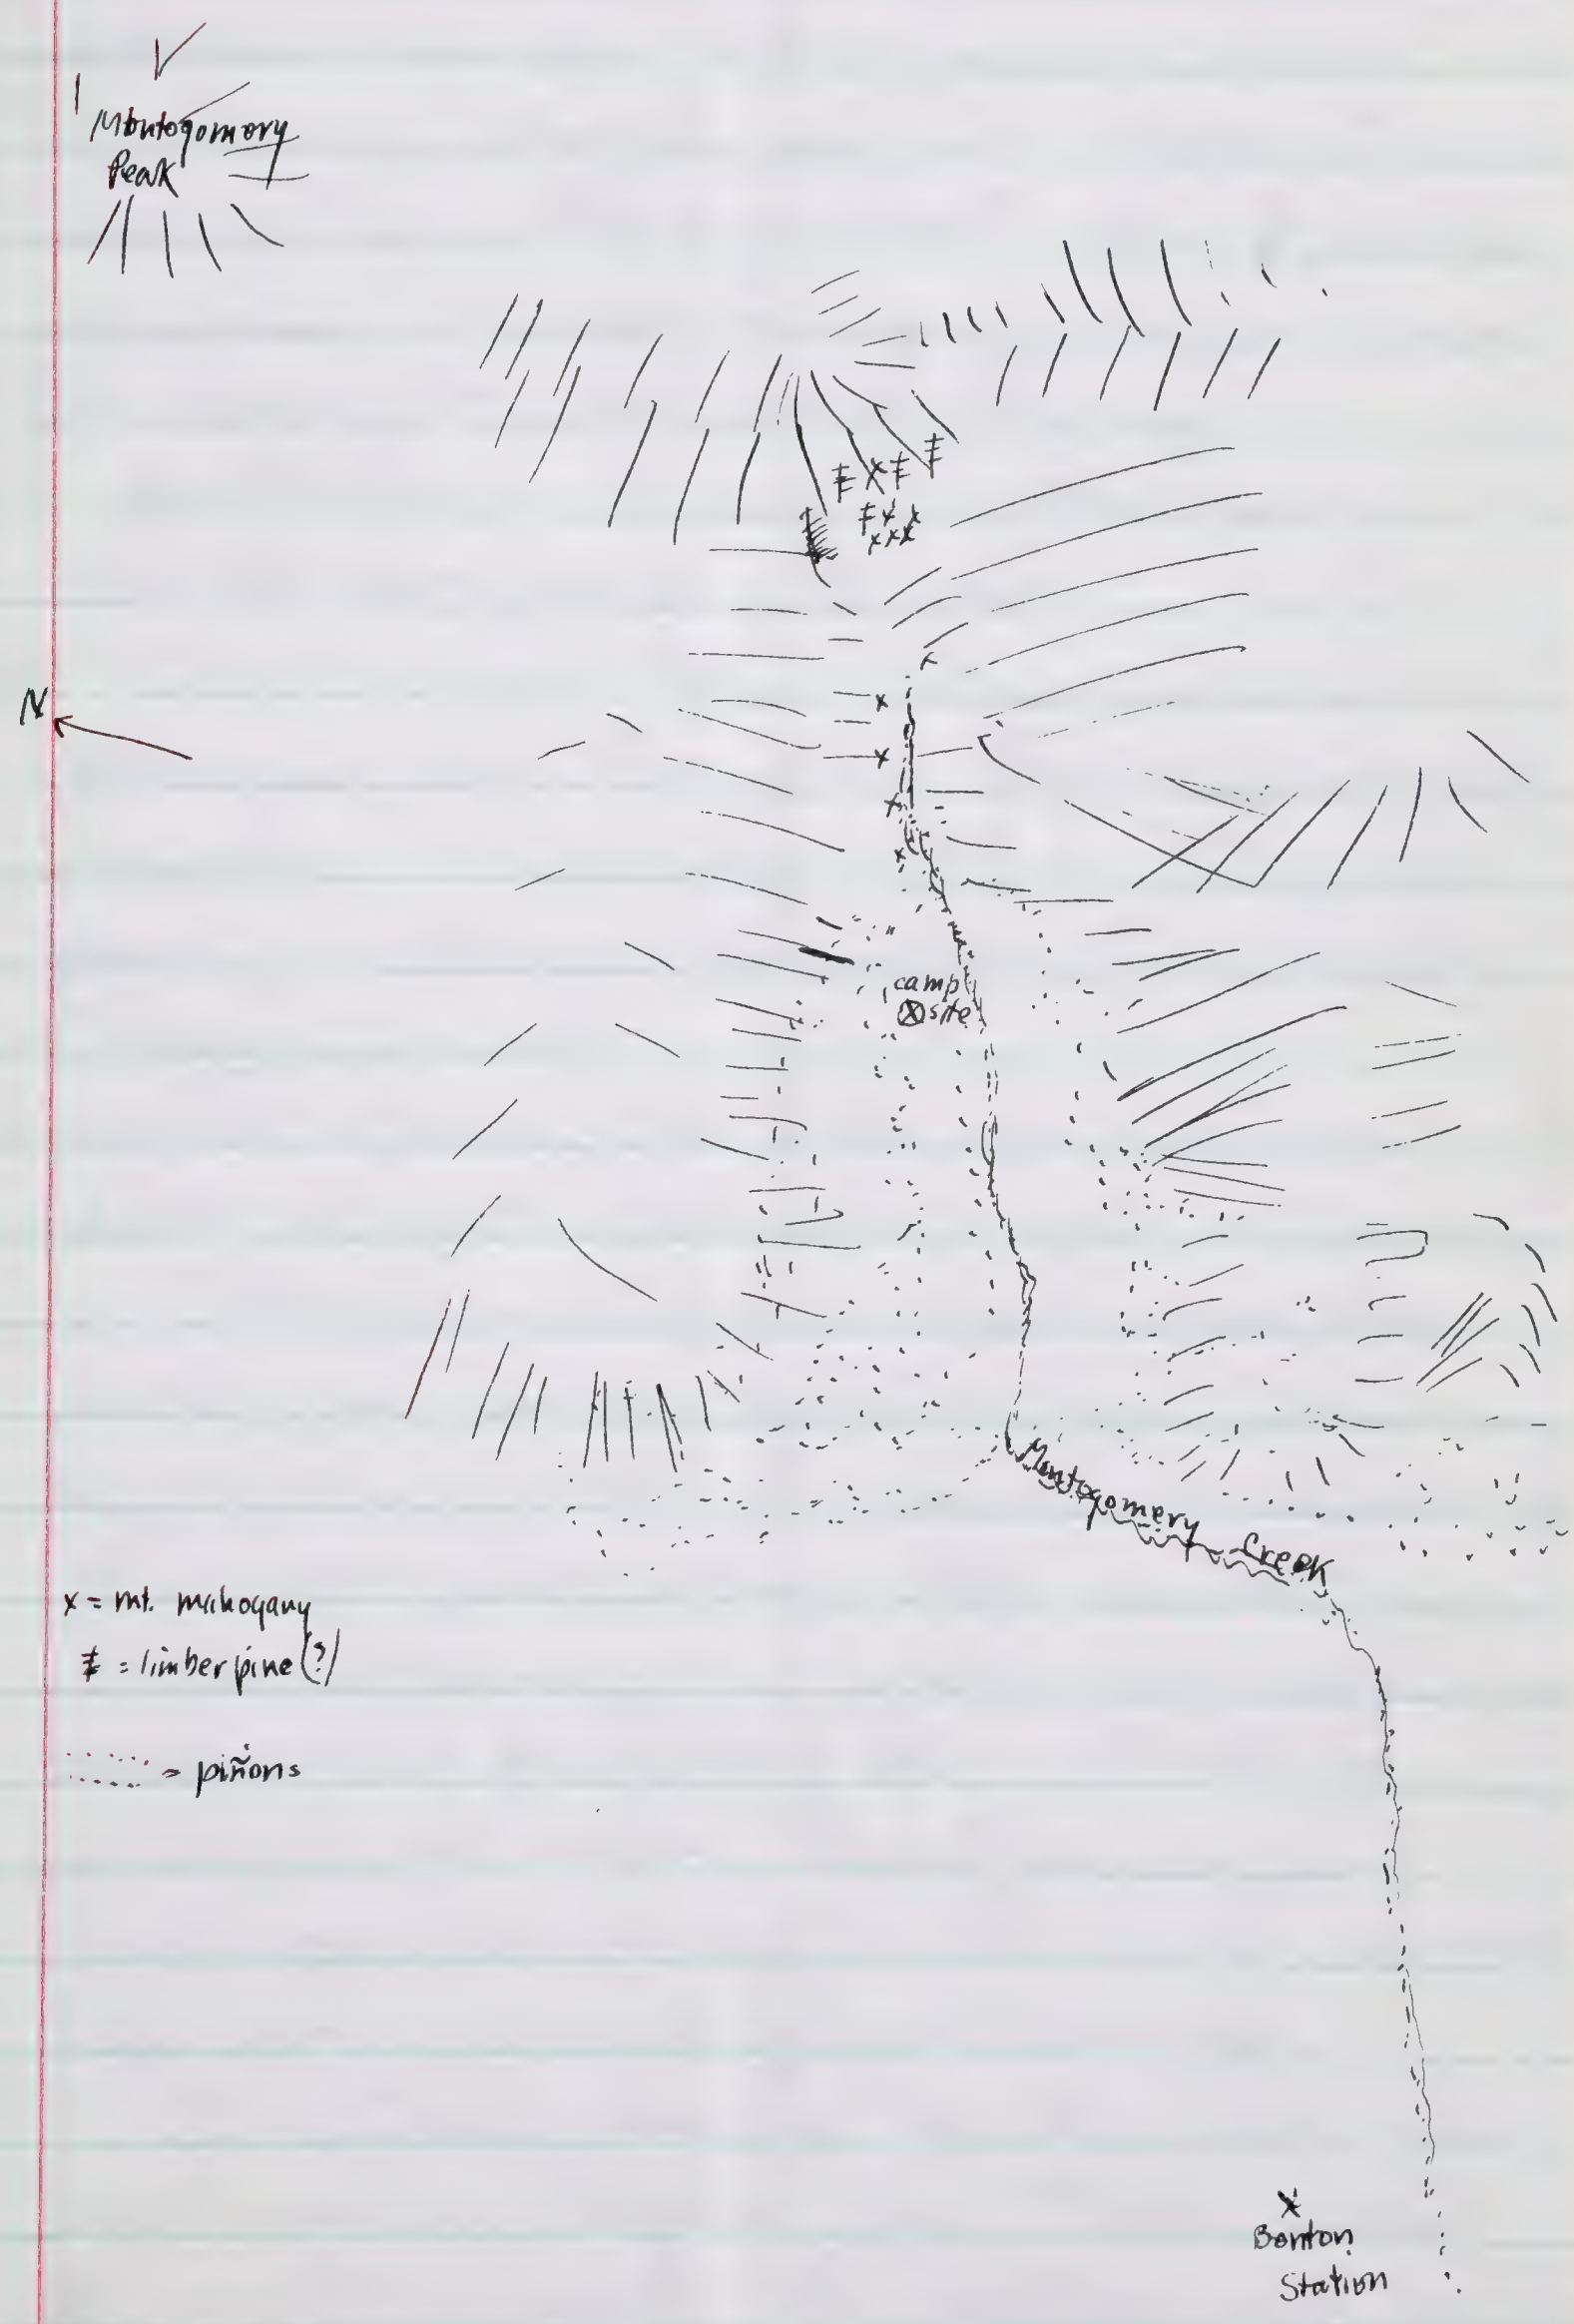 Montogomery
Peak
N
camp
site
Montogomery Creek
x = mt. mahogany
‡ = limber pine (?)
= piñons
X
Benton
Station